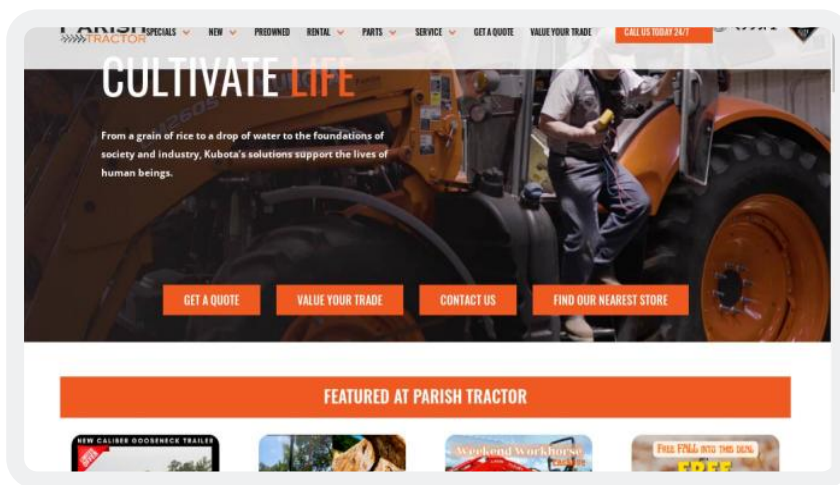 PARISH
TRACTOR
SPECIALS NEW PREOWNED RENTAL PARTS SERVICE GET A QUOTE VALUE YOUR TRADE CALL US TODAY 24/7
CULTIVATE LIFE
From a grain of rice to a drop of water to the foundations of
society and industry, Kubota's solutions support the lives of
human beings.
GET A QUOTE VALUE YOUR TRADE CONTACT US FIND OUR NEAREST STORE
FEATURED AT PARISH TRACTOR
NEW CALIBER GOOSENECK TRAILER
Weekend Workhorse
FREE FALL INTO THIS DEAL
FREE